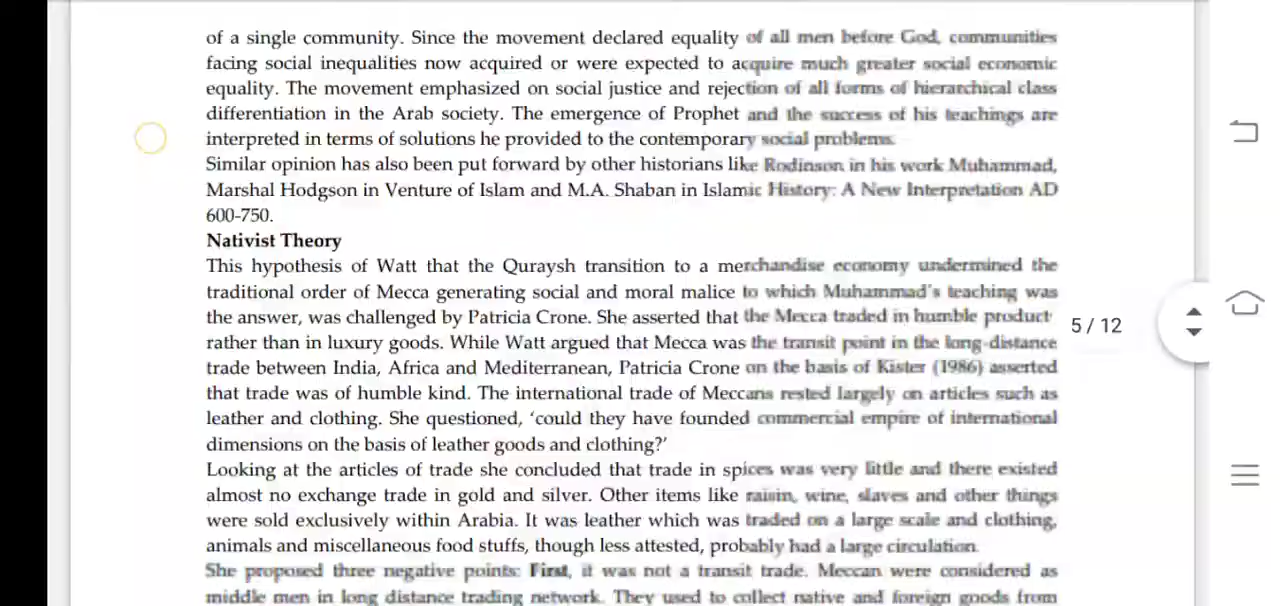 of a single community. Since the movement declared equality of all men before God, communities
facing social inequalities now acquired or were expected to acquire much greater social economic
equality. The movement emphasized on social justice and rejection of all forms of hierarchical class
differentiation in the Arab society. The emergence of Prophet and the success of his teachings are
interpreted in terms of solutions he provided to the contemporary social problems.
Similar opinion has also been put forward by other historians like Rodinson in his work Muhammad,
Marshal Hodgson in Venture of Islam and M.A. Shaban in Islamic History: A New Interpretation AD
600-750.
Nativist Theory
This hypothesis of Watt that the Quraysh transition to a merchandise economy undermined the
traditional order of Mecca generating social and moral malice to which Muhammad's teaching was
the answer, was challenged by Patricia Crone. She asserted that the Mecca traded in humble product
rather than in luxury goods. While Watt argued that Mecca was the transit point in the long-distance
trade between India, Africa and Mediterranean, Patricia Crone on the basis of Kister (1986) asserted
that trade was of humble kind. The international trade of Meccans rested largely on articles such as
leather and clothing. She questioned, 'could they have founded commercial empire of international
dimensions on the basis of leather goods and clothing?'
Looking at the articles of trade she concluded that trade in spices was very little and there existed
almost no exchange trade in gold and silver. Other items like raisin, wine, slaves and other things
were sold exclusively within Arabia. It was leather which was traded on a large scale and clothing,
animals and miscellaneous food stuffs, though less attested, probably had a large circulation.
She proposed three negative points: First, it was not a transit trade. Meccan were considered as
middle men in long distance trading network. They used to collect native and foreign goods from
5 / 12